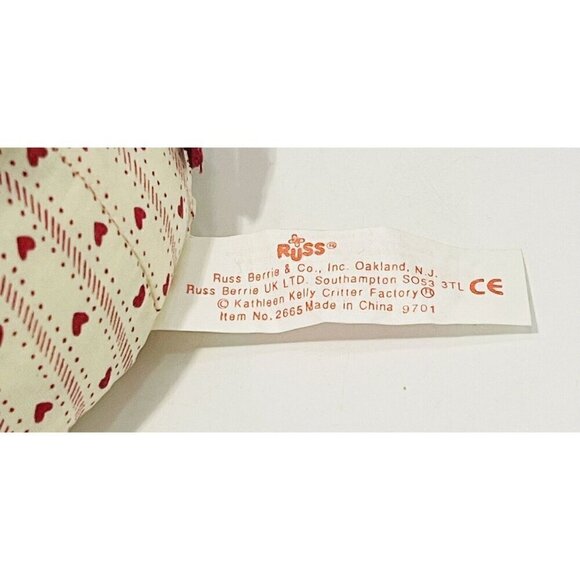 RUSS®
Russ Berrie & Co., Inc. Oakland, N.J.
Russ Berrie UK LTD. Southampton SO53 3TL CE
© Kathleen Kelly Critter Factory®
Item No. 2665 Made in China 9701